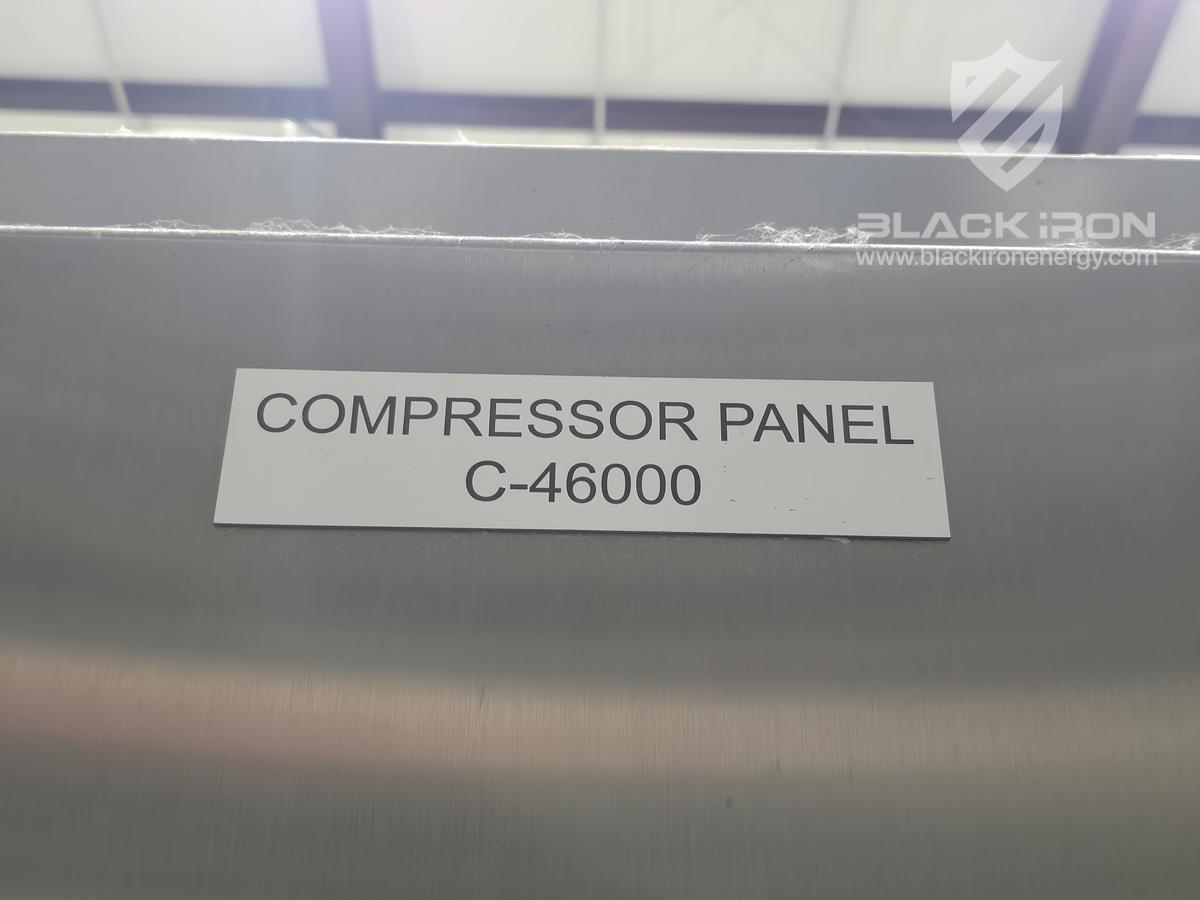 BLACK iRON
www.blackironenergy.com
COMPRESSOR PANEL
C-46000